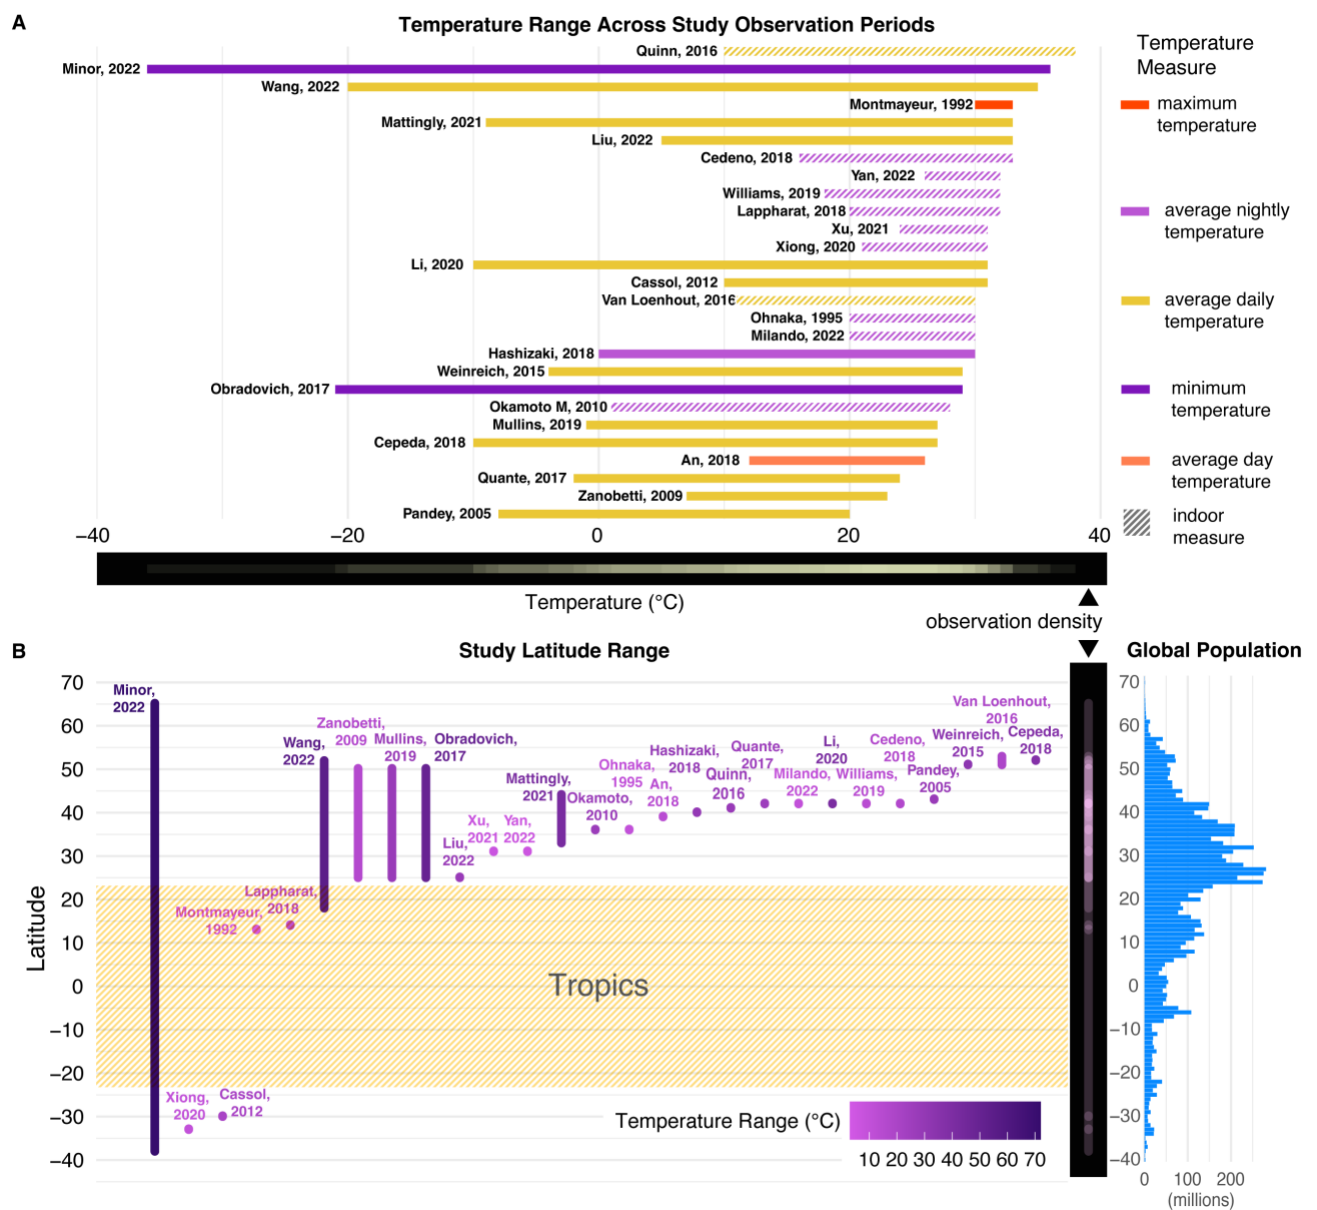 A
Temperature Range Across Study Observation Periods
Quinn, 2016
Minor, 2022
Wang, 2022
Montmayeur, 1992
Mattingly, 2021
Liu, 2022
Cedeno, 2018
Yan, 2022
Williams, 2019
Lappharat, 2018
Xu, 2021
Xiong, 2020
Li, 2020
Cassol, 2012
Van Loenhout, 2016
Ohnaka, 1995
Milando, 2022
Hashizaki, 2018
Weinreich, 2015
Obradovich, 2017
Okamoto M, 2010
Mullins, 2019
Cepeda, 2018
An, 2018
Quante, 2017
Zanobetti, 2009
Pandey, 2005
−40 −20 0 20 40
Temperature (°C)
Temperature
Measure
maximum
temperature
average nightly
temperature
average daily
temperature
minimum
temperature
average day
temperature
indoor
measure
observation density
B
Study Latitude Range
Latitude
70
60
50
40
30
20
10
0
−10
−20
−30
−40
Minor,
2022
Xiong,
2020
Cassol,
2012
Montmayeur,
1992
Lappharat,
2018
Wang,
2022
Zanobetti,
2009
Mullins,
2019
Obradovich,
2017
Liu,
2022
Xu,
2021
Yan,
2022
Mattingly,
2021
Okamoto,
2010
Ohnaka,
1995
An,
2018
Hashizaki,
2018
Quinn,
2016
Quante,
2017
Milando,
2022
Li,
2020
Williams,
2019
Cedeno,
2018
Pandey,
2005
Weinreich,
2015
Van Loenhout,
2016
Cepeda,
2018
Tropics
Temperature Range (°C)
10 20 30 40 50 60 70
Global Population
70
60
50
40
30
20
10
0
−10
−20
−30
−40
0 100 200
(millions)